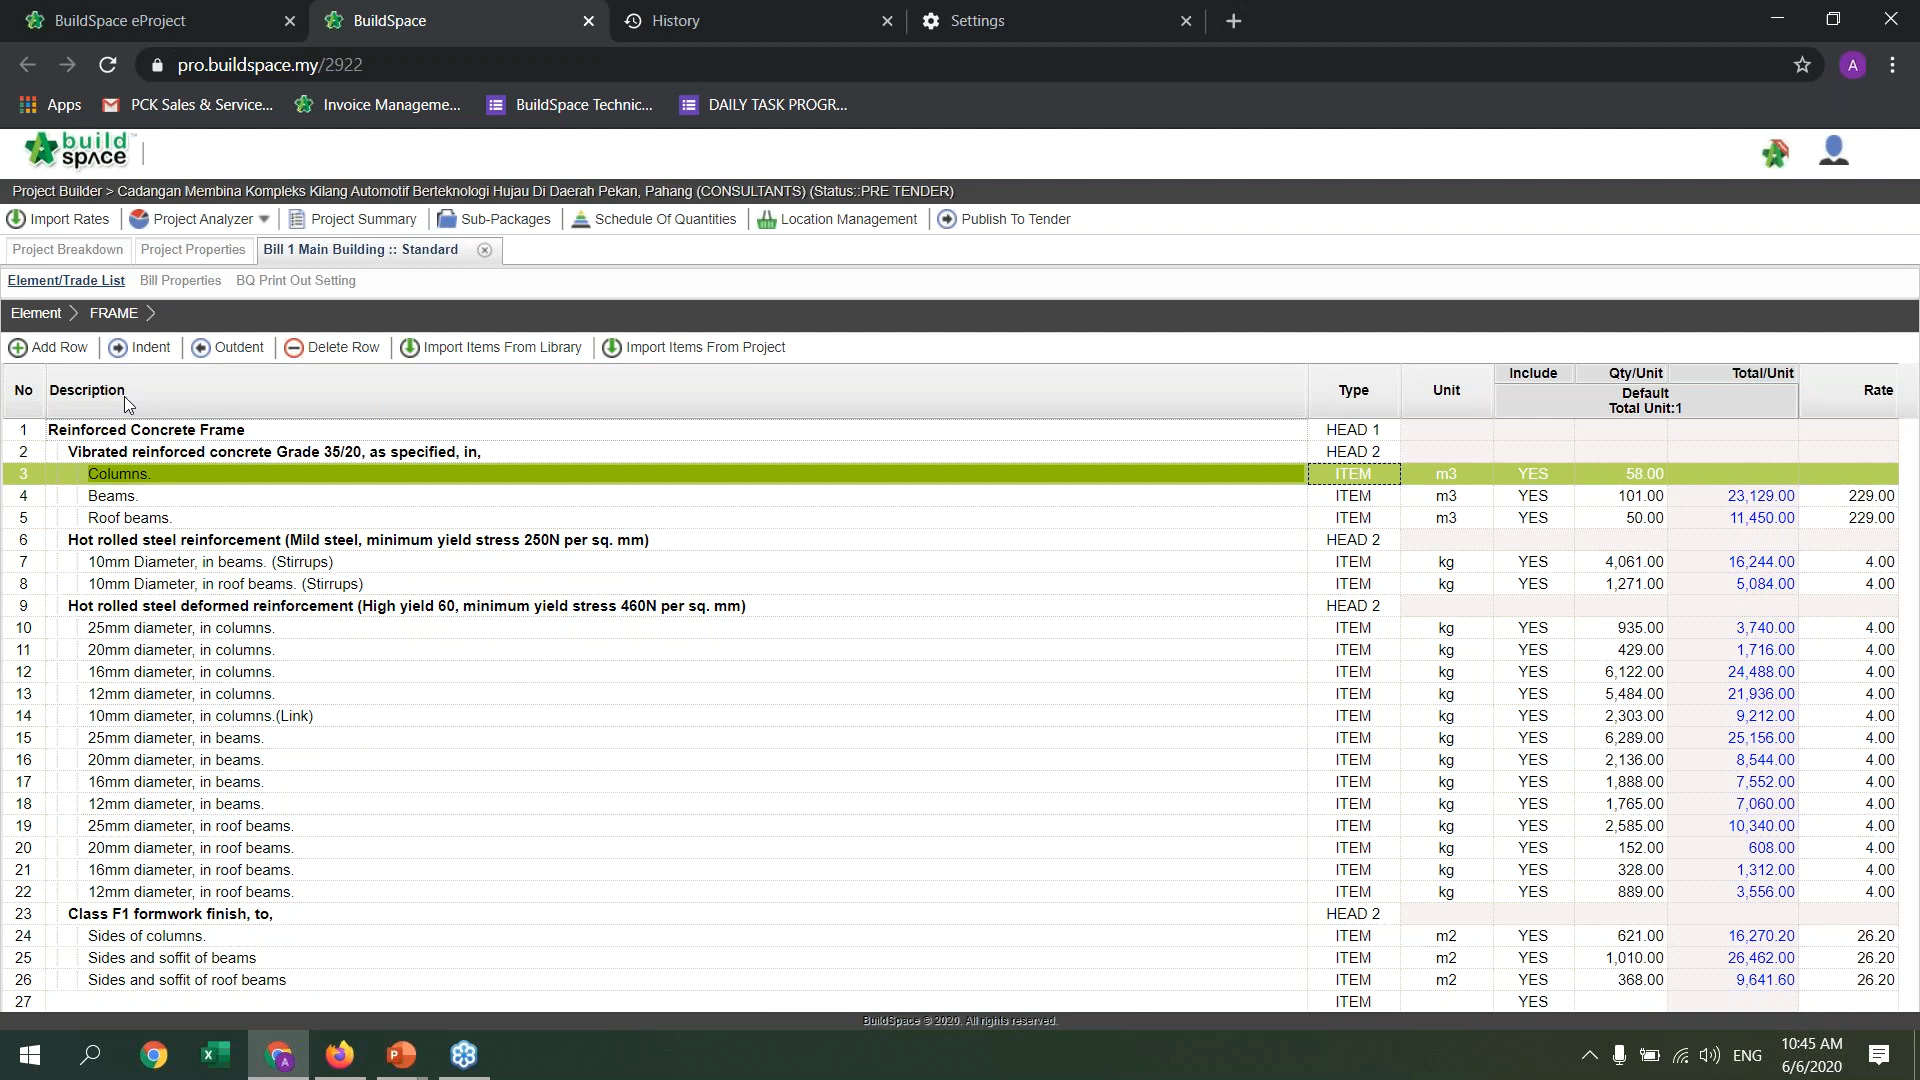 BuildSpace eProject BuildSpace History Settings
pro.buildspace.my/2922 A
Apps PCK Sales & Service... Invoice Manageme... BuildSpace Technic... DAILY TASK PROGR...
build
space
Project Builder > Cadangan Membina Kompleks Kilang Automotif Berteknologi Hujau Di Daerah Pekan, Pahang (CONSULTANTS) (Status::PRE TENDER)
Import Rates Project Analyzer Project Summary Sub-Packages Schedule Of Quantities Location Management Publish To Tender
Project Breakdown Project Properties Bill 1 Main Building :: Standard
Element/Trade List Bill Properties BQ Print Out Setting
Element FRAME
Add Row Indent Outdent Delete Row Import Items From Library Import Items From Project
No Description Type Unit Include Qty/Unit Total/Unit Rate
Default
Total Unit:1
1 Reinforced Concrete Frame HEAD 1
2 Vibrated reinforced concrete Grade 35/20, as specified, in, HEAD 2
3 Columns. ITEM m3 YES 58.00
4 Beams. ITEM m3 YES 101.00 23,129.00 229.00
5 Roof beams. ITEM m3 YES 50.00 11,450.00 229.00
6 Hot rolled steel reinforcement (Mild steel, minimum yield stress 250N per sq. mm) HEAD 2
7 10mm Diameter, in beams. (Stirrups) ITEM kg YES 4,061.00 16,244.00 4.00
8 10mm Diameter, in roof beams. (Stirrups) ITEM kg YES 1,271.00 5,084.00 4.00
9 Hot rolled steel deformed reinforcement (High yield 60, minimum yield stress 460N per sq. mm) HEAD 2
10 25mm diameter, in columns. ITEM kg YES 935.00 3,740.00 4.00
11 20mm diameter, in columns. ITEM kg YES 429.00 1,716.00 4.00
12 16mm diameter, in columns. ITEM kg YES 6,122.00 24,488.00 4.00
13 12mm diameter, in columns. ITEM kg YES 5,484.00 21,936.00 4.00
14 10mm diameter, in columns.(Link) ITEM kg YES 2,303.00 9,212.00 4.00
15 25mm diameter, in beams. ITEM kg YES 6,289.00 25,156.00 4.00
16 20mm diameter, in beams. ITEM kg YES 2,136.00 8,544.00 4.00
17 16mm diameter, in beams. ITEM kg YES 1,888.00 7,552.00 4.00
18 12mm diameter, in beams. ITEM kg YES 1,765.00 7,060.00 4.00
19 25mm diameter, in roof beams. ITEM kg YES 2,585.00 10,340.00 4.00
20 20mm diameter, in roof beams. ITEM kg YES 152.00 608.00 4.00
21 16mm diameter, in roof beams. ITEM kg YES 328.00 1,312.00 4.00
22 12mm diameter, in roof beams. ITEM kg YES 889.00 3,556.00 4.00
23 Class F1 formwork finish, to, HEAD 2
24 Sides of columns. ITEM m2 YES 621.00 16,270.20 26.20
25 Sides and soffit of beams ITEM m2 YES 1,010.00 26,462.00 26.20
26 Sides and soffit of roof beams ITEM m2 YES 368.00 9,641.60 26.20
27 ITEM YES
BuildSpace © 2020. All rights reserved.
ENG 10:45 AM
6/6/2020